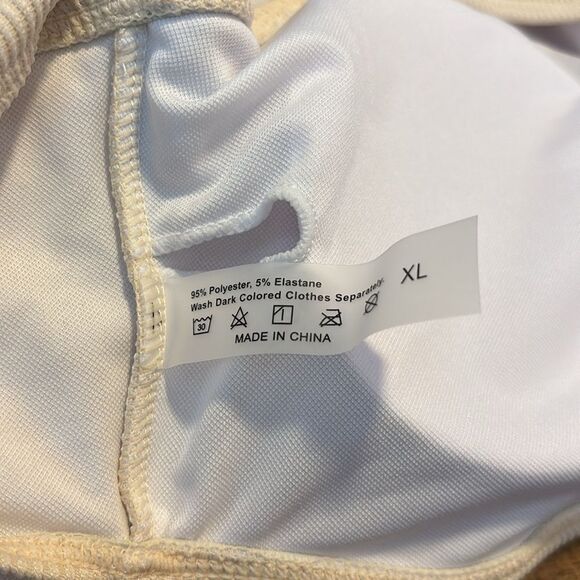 95% Polyester, 5% Elastane
Wash Dark Colored Clothes Separately.
XL
30
MADE IN CHINA